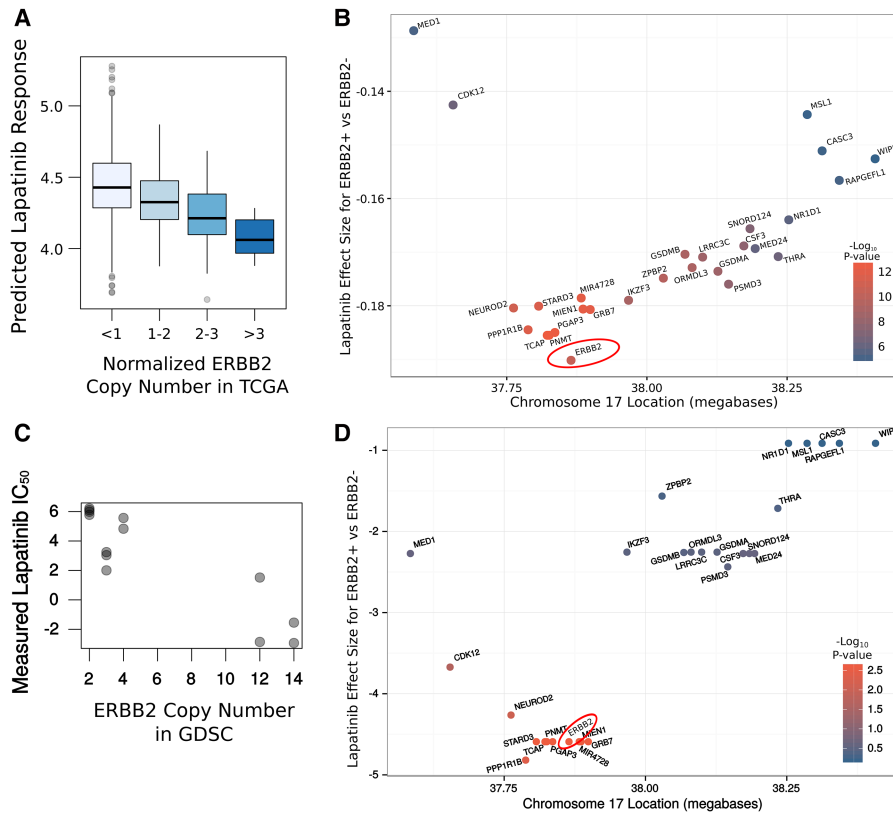 A
Predicted Lapatinib Response
5.0
4.5
4.0
<1
1-2
2-3
>3
Normalized ERBB2
Copy Number in TCGA
B
Lapatinib Effect Size for ERBB2+ vs ERBB2-
-0.14
-0.16
-0.18
MED1
CDK12
MSL1
CASC3
WIP
RAPGEFL1
NR1D1
SNORD124
CSF3
MED24
THRA
GSDMB
LRRC3C
GSDMA
ZPBP2
ORMDL3
PSMD3
IKZF3
MIR4728
STARD3
MIEN1
GRB7
NEUROD2
PPP1R1B
PGAP3
TCAP
PNMT
ERBB2
-Log₁₀
P-value
12
10
8
6
37.75
38.00
38.25
Chromosome 17 Location (megabases)
C
Measured Lapatinib IC₅₀
6
4
2
0
-2
2
4
6
8
10
12
14
ERBB2 Copy Number
in GDSC
D
Lapatinib Effect Size for ERBB2+ vs ERBB2-
-1
-2
-3
-4
-5
CASC3
WIP
NR1D1
MSL1
RAPGEFL1
ZPBP2
THRA
MED1
IKZF3
ORMDL3
GSDMA
SNORD124
GSDMB
LRRC3C
CSF3
MED24
PSMD3
CDK12
NEUROD2
STARD3
PNMT
ERBB2
MIEN1
GRB7
TCAP
PGAP3
MIR4728
PPP1R1B
-Log₁₀
P-value
2.5
2.0
1.5
1.0
0.5
37.75
38.00
38.25
Chromosome 17 Location (megabases)